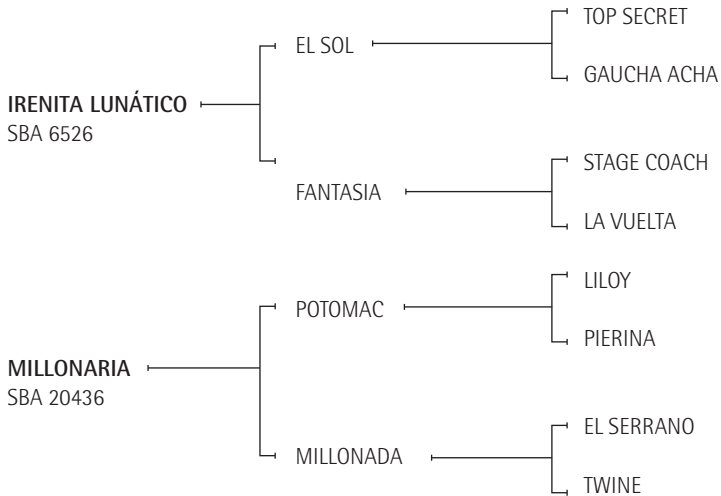 TOP SECRET
EL SOL
GAUCHA ACHA
IRENITA LUNÁTICO
SBA 6526
STAGE COACH
FANTASIA
LA VUELTA
LILOY
POTOMAC
PIERINA
MILLONARIA
SBA 20436
EL SERRANO
MILLONADA
TWINE